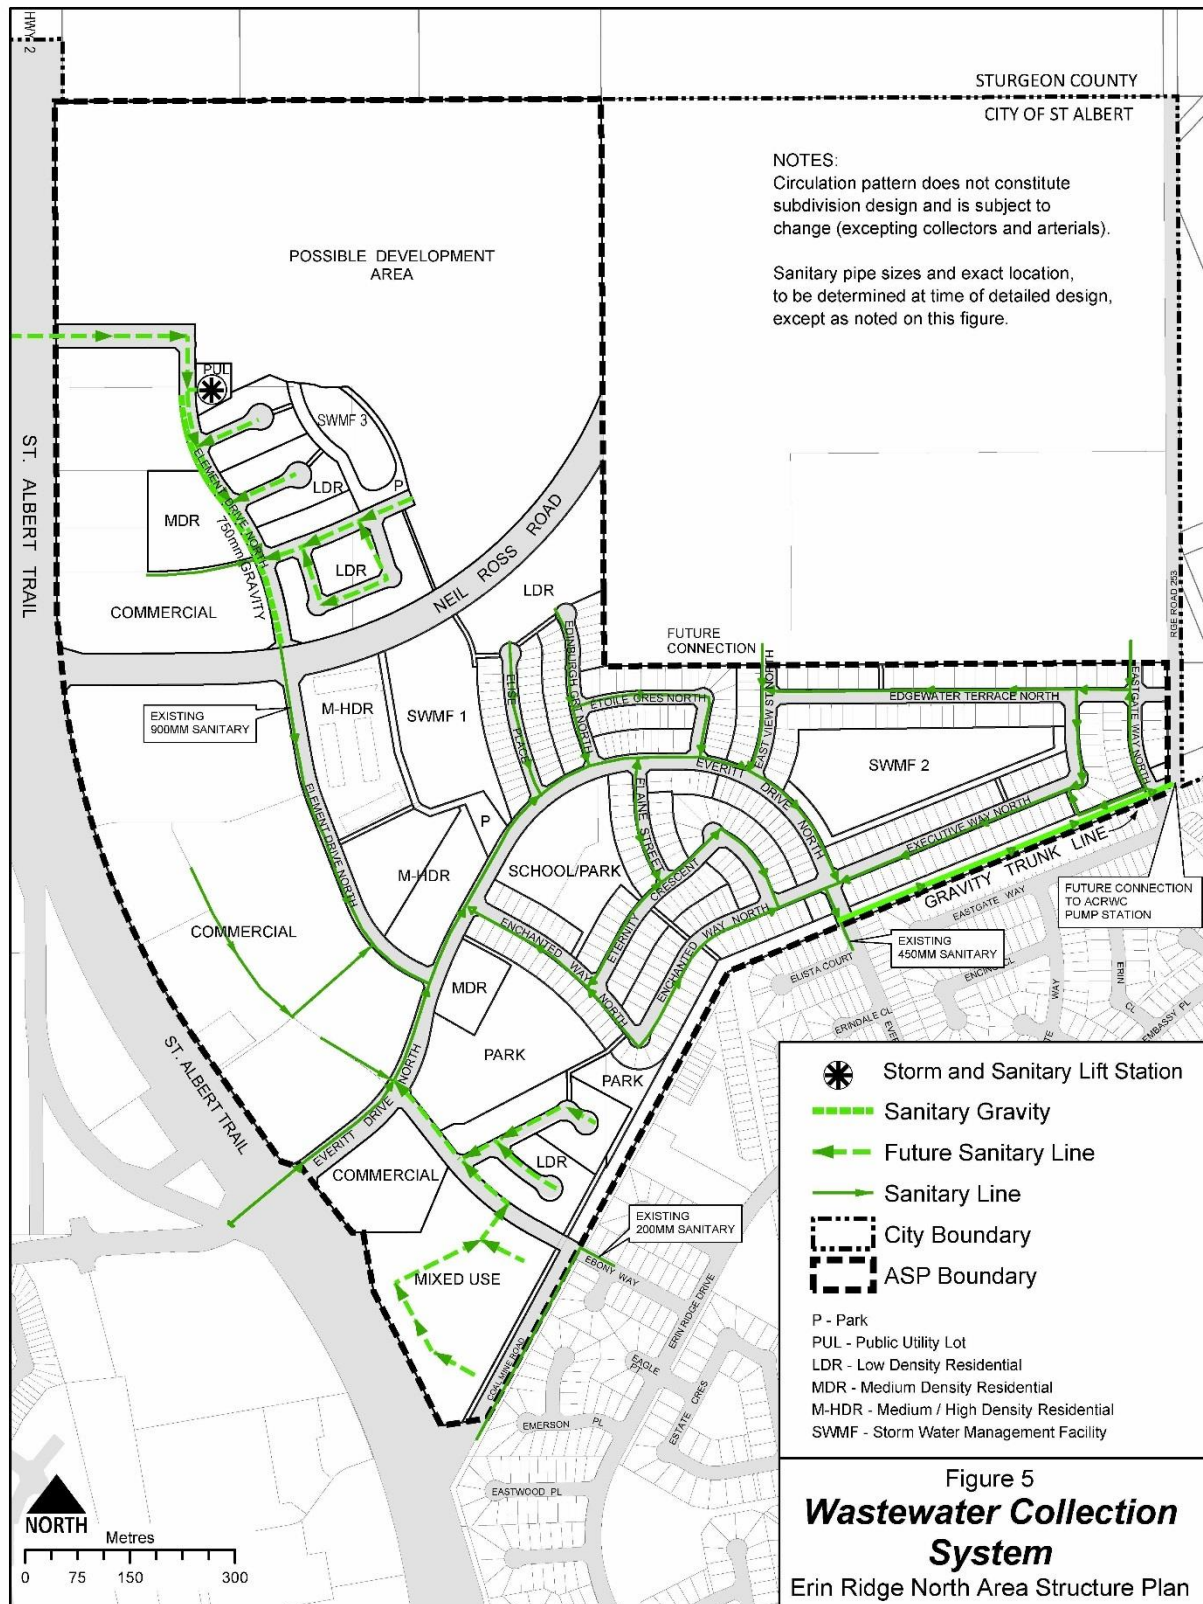 HWY 2
STURGEON COUNTY
CITY OF ST ALBERT
NOTES:
Circulation pattern does not constitute
subdivision design and is subject to
change (excepting collectors and arterials).
Sanitary pipe sizes and exact location,
to be determined at time of detailed design,
except as noted on this figure.
POSSIBLE DEVELOPMENT
AREA
PUL
SWMF 3
ST. ALBERT TRAIL
ELEMENT DRIVE NORTH
750mm GRAVITY
LDR
P
MDR
LDR
COMMERCIAL
NEIL ROSS ROAD
LDR
RGE ROAD 253
FUTURE
CONNECTION
EXISTING
900MM SANITARY
M-HDR
SWMF 1
ELISE PLACE
EDINBURGH CRT NORTH
ETOILE CRES NORTH
EAST VIEW ST NORTH
EDGEWATER TERRACE NORTH
EASTGATE WAY NORTH
SWMF 2
EVERITT DRIVE NORTH
ELAINE STREET
ELEMENT DRIVE NORTH
P
M-HDR
SCHOOL/PARK
EXECUTIVE WAY NORTH
GRAVITY TRUNK LINE
EASTGATE WAY
FUTURE CONNECTION
TO ACRWC
PUMP STATION
COMMERCIAL
ENCHANTED WAY NORTH
ETERNITY CRESCENT
ENCHANTED WAY NORTH
EXISTING
450MM SANITARY
ELISTA COURT
ENCINO CL
WAY
ERIN CL
EMBASSY PL
ERINDALE CL
MDR
PARK
PARK
ST. ALBERT TRAIL
EVERITT DRIVE NORTH
COMMERCIAL
LDR
EXISTING
200MM SANITARY
MIXED USE
EBONY WAY
ERIN RIDGE DRIVE
COAL MINE ROAD
EAGLE PT
ESTATE CRES
EMERSON PL
EASTWOOD PL
Storm and Sanitary Lift Station
Sanitary Gravity
Future Sanitary Line
Sanitary Line
City Boundary
ASP Boundary
P - Park
PUL - Public Utility Lot
LDR - Low Density Residential
MDR - Medium Density Residential
M-HDR - Medium / High Density Residential
SWMF - Storm Water Management Facility
NORTH
Metres
0 75 150 300
Figure 5
Wastewater Collection
System
Erin Ridge North Area Structure Plan